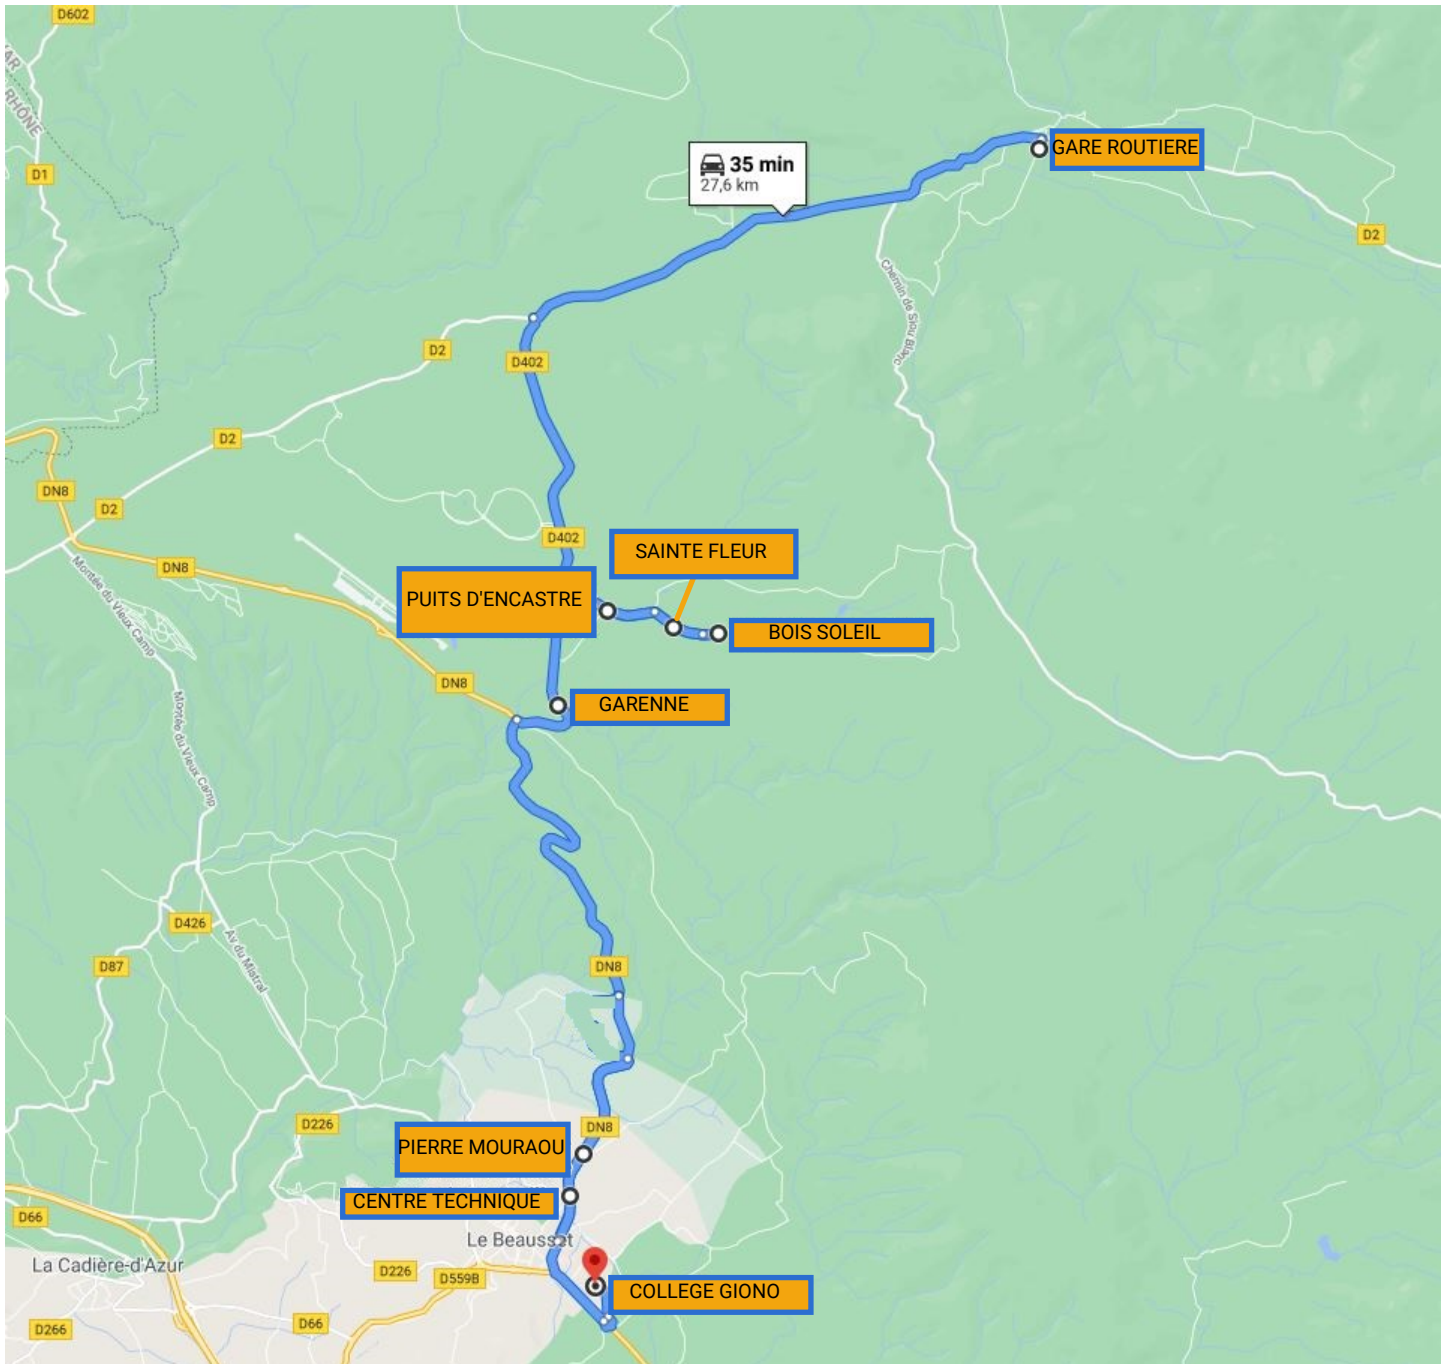 D602
VAR
RHÔNE
D1
GARE ROUTIERE
35 min
27,6 km
D2
Chemin de Siou Blanc
D2
D402
D2
DN8
D2
D402
SAINTE FLEUR
DN8
Montée du Vieux Camp
PUITS D'ENCASTRE
BOIS SOLEIL
DN8
Montée du Vieux Camp
GARENNE
D426
Av du Mistral
D87
DN8
D226
DN8
PIERRE MOURAOU
CENTRE TECHNIQUE
D66
Le Beausset
La Cadière-d'Azur
D226
D559B
COLLEGE GIONO
D266
D66